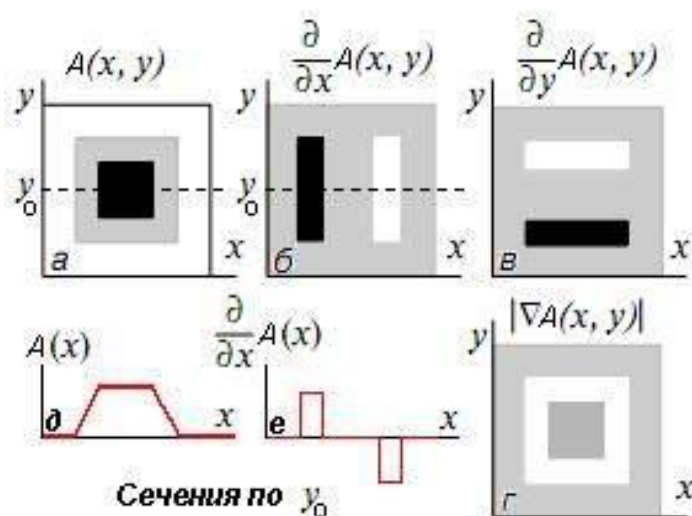 A(x, y)
∂/∂x A(x, y)
∂/∂y A(x, y)
y
y₀
x
а
y
y₀
x
б
y
x
в
A(x)
x
д
∂/∂x A(x)
x
е
|∇A(x, y)|
y
x
г
Сечения по y₀